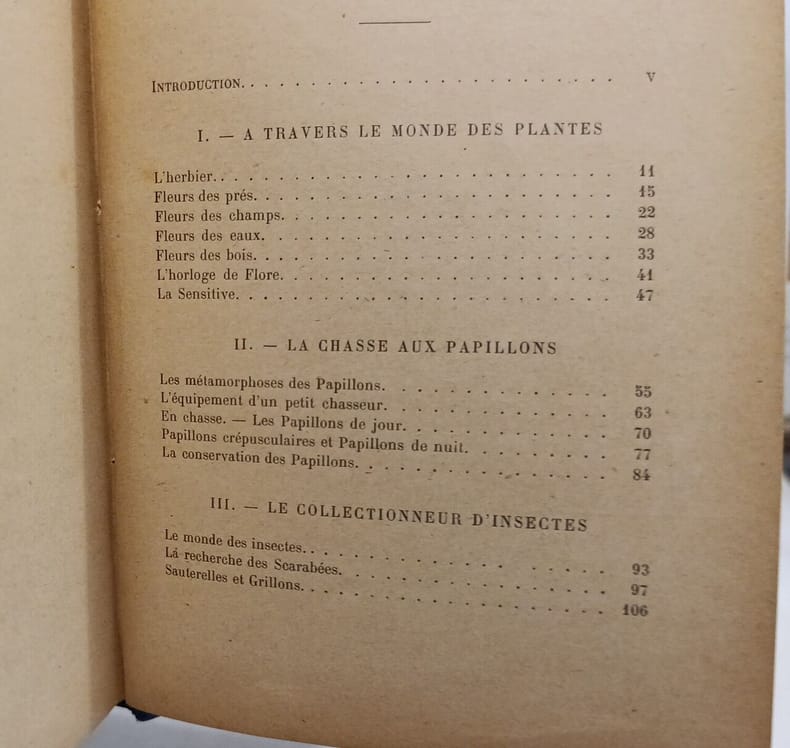 INTRODUCTION. . . . . . . . . . . . . . . . . . . . . V
I. — A TRAVERS LE MONDE DES PLANTES
L'herbier. . . . . . . . . . . . . . . . . . . . 11
Fleurs des prés. . . . . . . . . . . . . . . . . . 15
Fleurs des champs. . . . . . . . . . . . . . . . . 22
Fleurs des eaux. . . . . . . . . . . . . . . . . . 28
Fleurs des bois. . . . . . . . . . . . . . . . . . 33
L'horloge de Flore. . . . . . . . . . . . . . . . 41
La Sensitive. . . . . . . . . . . . . . . . . . . 47
II. — LA CHASSE AUX PAPILLONS
Les métamorphoses des Papillons. . . . . . . . . . . . 55
L'équipement d'un petit chasseur. . . . . . . . . . . . 63
En chasse. — Les Papillons de jour. . . . . . . . . . . 70
Papillons crépusculaires et Papillons de nuit. . . . . . . . 77
La conservation des Papillons. . . . . . . . . . . . . 84
III. — LE COLLECTIONNEUR D'INSECTES
Le monde des insectes. . . . . . . . . . . . . . . 93
La recherche des Scarabées. . . . . . . . . . . . . . 97
Sauterelles et Grillons. . . . . . . . . . . . . . . 106